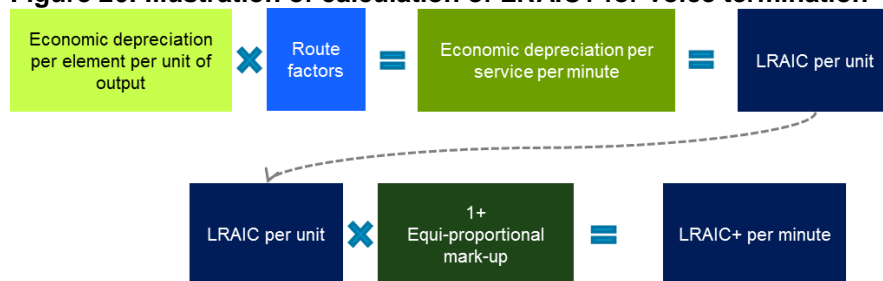 Figure 20: Illustration of calculation of LRAIC+ for voice termination
Economic depreciation
per element per unit of
output
Route
factors
Economic depreciation per
service per minute
LRAIC per unit
LRAIC per unit
1+
Equi-proportional
mark-up
LRAIC+ per minute